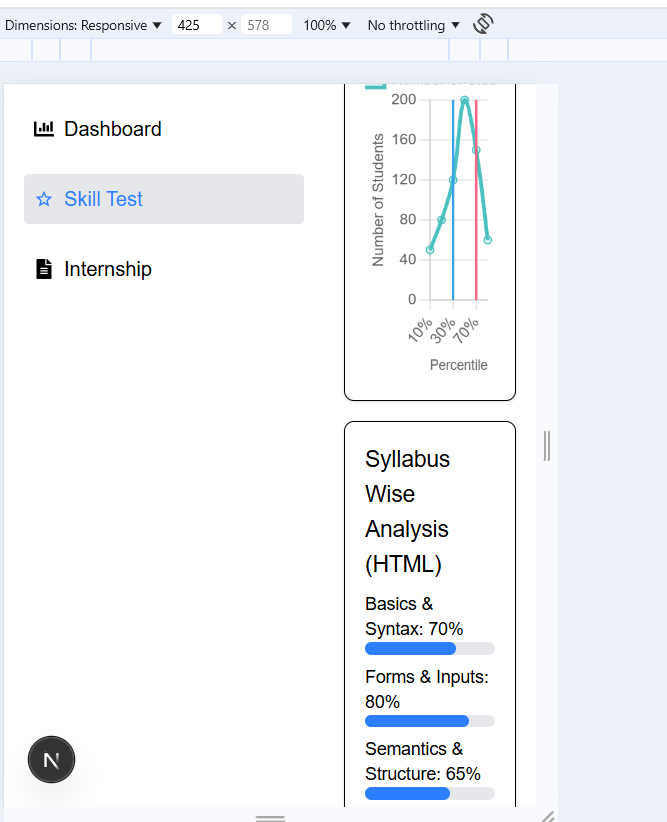 Dimensions: Responsive ▼ 425 × 578 100% ▼ No throttling ▼
Dashboard
Skill Test
Internship
200
160
120
80
40
0
Number of Students
10%
30%
70%
Percentile
Syllabus
Wise
Analysis
(HTML)
Basics &
Syntax: 70%
Forms & Inputs:
80%
Semantics &
Structure: 65%
N